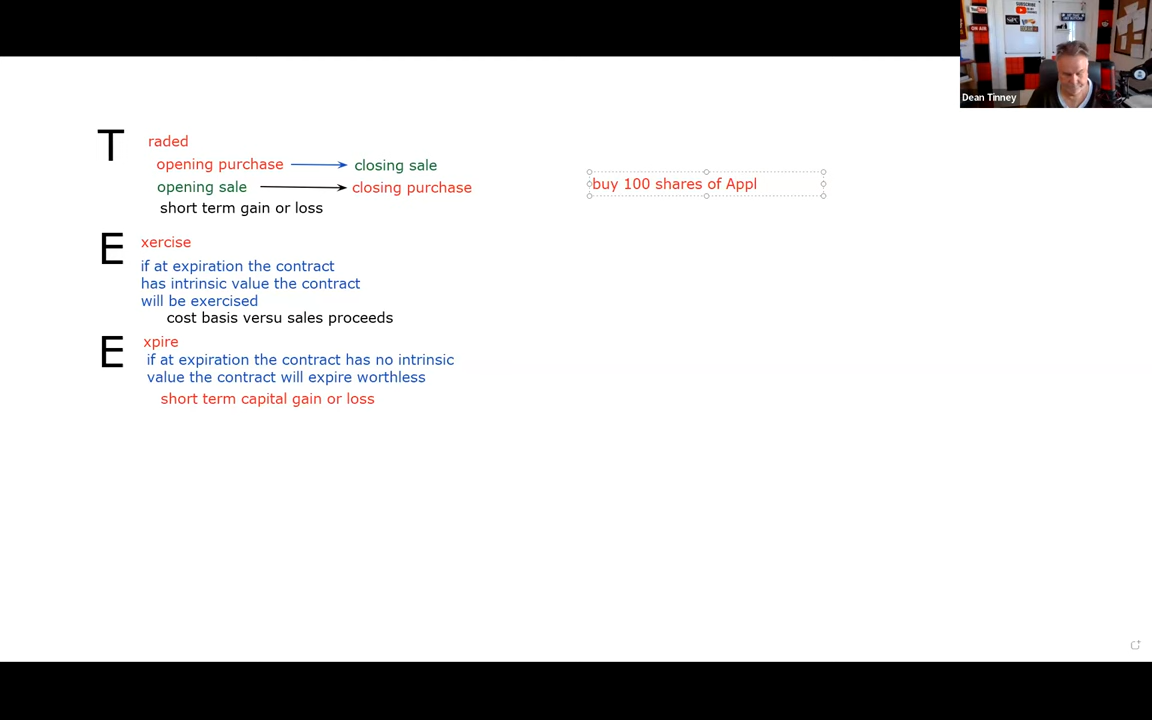 T raded
opening purchase closing sale
opening sale closing purchase
short term gain or loss
buy 100 shares of Appl
E xercise
if at expiration the contract
has intrinsic value the contract
will be exercised
cost basis versu sales proceeds
E xpire
if at expiration the contract has no intrinsic
value the contract will expire worthless
short term capital gain or loss
SUBSCRIBE
ON AIR
Dean Tinney